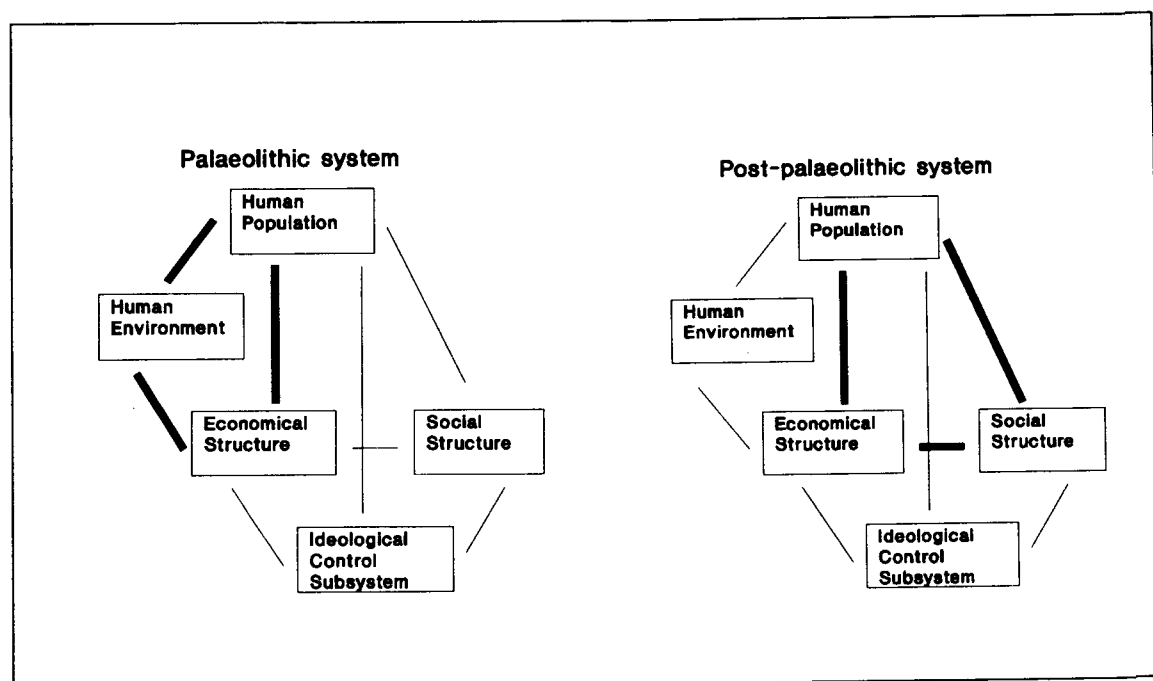 Palaeolithic system
Human
Population
Human
Environment
Economical
Structure
Social
Structure
Ideological
Control
Subsystem
Post-palaeolithic system
Human
Population
Human
Environment
Economical
Structure
Social
Structure
Ideological
Control
Subsystem